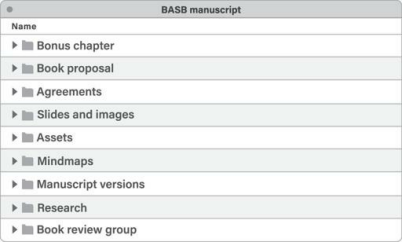 BASB manuscript
Name
Bonus chapter
Book proposal
Agreements
Slides and images
Assets
Mindmaps
Manuscript versions
Research
Book review group